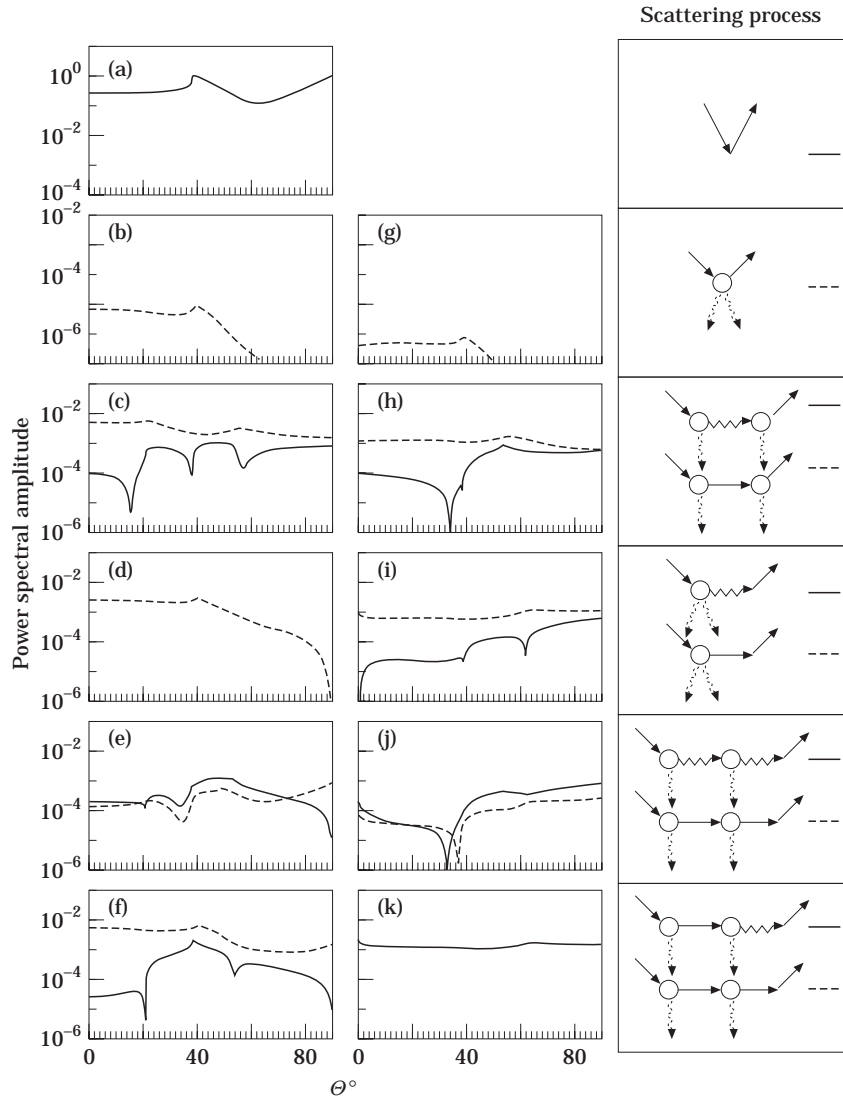 Scattering process
Power spectral amplitude
(a)
10⁰
10⁻²
10⁻⁴
(b)
10⁻²
10⁻⁴
10⁻⁶
(g)
(c)
10⁻²
10⁻⁴
10⁻⁶
(h)
(d)
10⁻²
10⁻⁴
10⁻⁶
(i)
(e)
10⁻²
10⁻⁴
10⁻⁶
(j)
(f)
10⁻²
10⁻⁴
10⁻⁶
(k)
0 40 80 0 40 80
Θ°